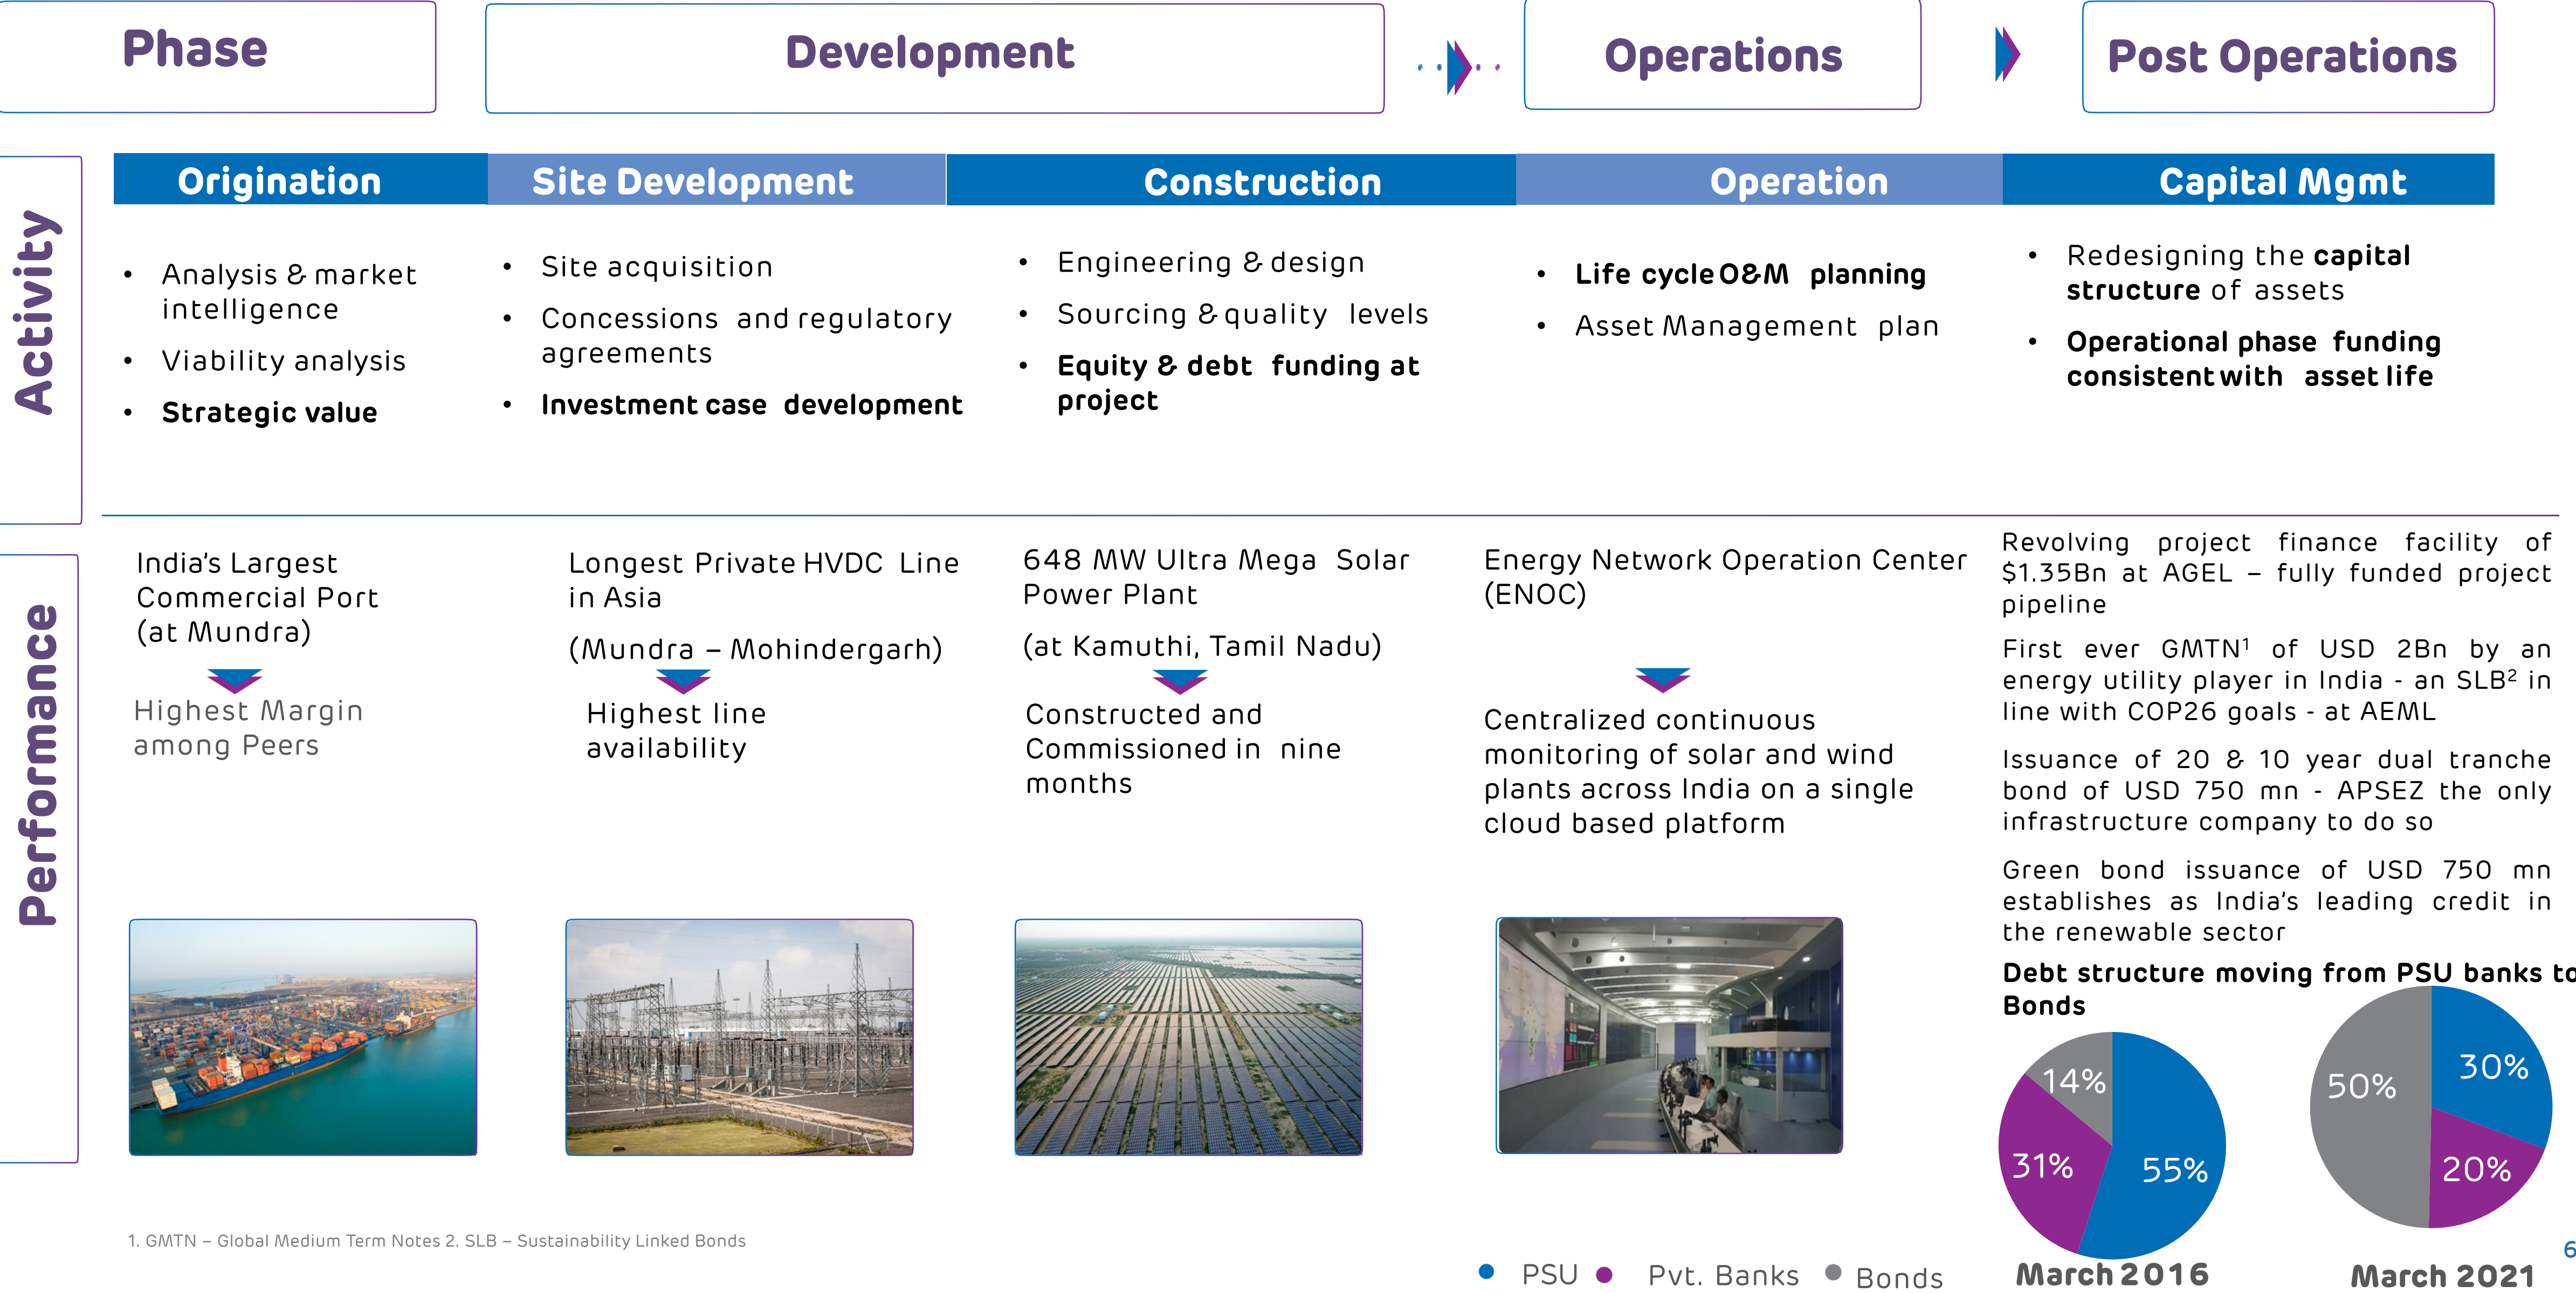 Phase
Development
Operations
Post Operations
Activity
Origination
Site Development
Construction
Operation
Capital Mgmt
• Analysis & market
intelligence
• Viability analysis
• Strategic value
• Site acquisition
• Concessions and regulatory
agreements
• Investment case development
• Engineering & design
• Sourcing & quality levels
• Equity & debt funding at
project
• Life cycle O&M planning
• Asset Management plan
• Redesigning the capital
structure of assets
• Operational phase funding
consistent with asset life
Performance
India's Largest
Commercial Port
(at Mundra)
Highest Margin
among Peers
Longest Private HVDC Line
in Asia
(Mundra – Mohindergarh)
Highest line
availability
648 MW Ultra Mega Solar
Power Plant
(at Kamuthi, Tamil Nadu)
Constructed and
Commissioned in nine
months
Energy Network Operation Center
(ENOC)
Centralized continuous
monitoring of solar and wind
plants across India on a single
cloud based platform
Revolving project finance facility of
$1.35Bn at AGEL – fully funded project
pipeline
First ever GMTN¹ of USD 2Bn by an
energy utility player in India - an SLB² in
line with COP26 goals - at AEML
Issuance of 20 & 10 year dual tranche
bond of USD 750 mn - APSEZ the only
infrastructure company to do so
Green bond issuance of USD 750 mn
establishes as India's leading credit in
the renewable sector
Debt structure moving from PSU banks to
Bonds
14%
31%
55%
March 2016
50%
30%
20%
March 2021
PSU
Pvt. Banks
Bonds
1. GMTN – Global Medium Term Notes 2. SLB – Sustainability Linked Bonds
6